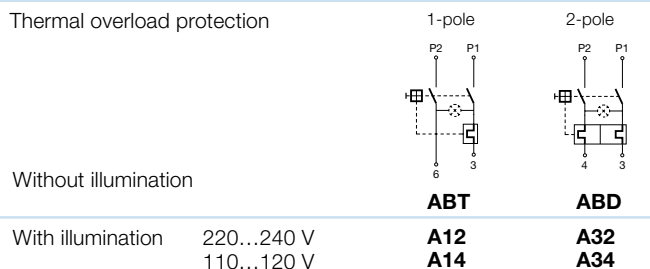 Thermal overload protection 1-pole 2-pole
P2 P1 P2 P1
6 3 4 3
Without illumination
ABT ABD
With illumination 220...240 V A12 A32
110...120 V A14 A34